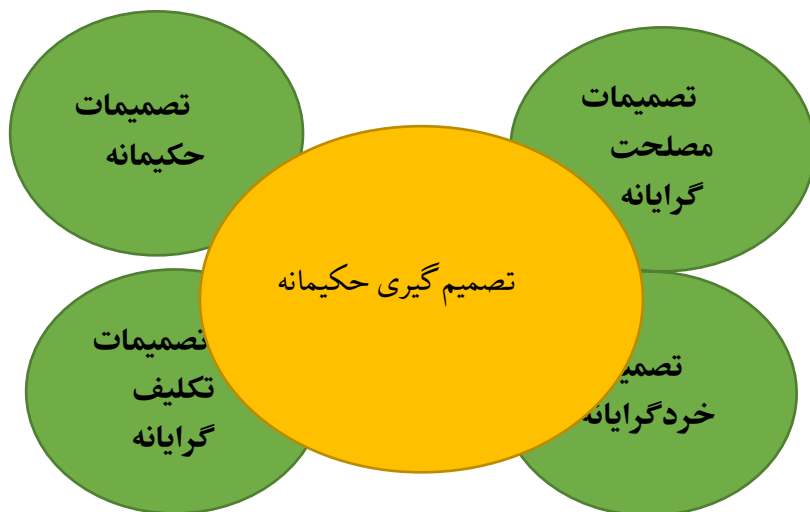 تصمیمات
مصلحت
گرایانه
تصمیمات
حکیمانه
تصمیم گیری حکیمانه
خردگرایانه
تصمیمات
تکلیف
گرایانه